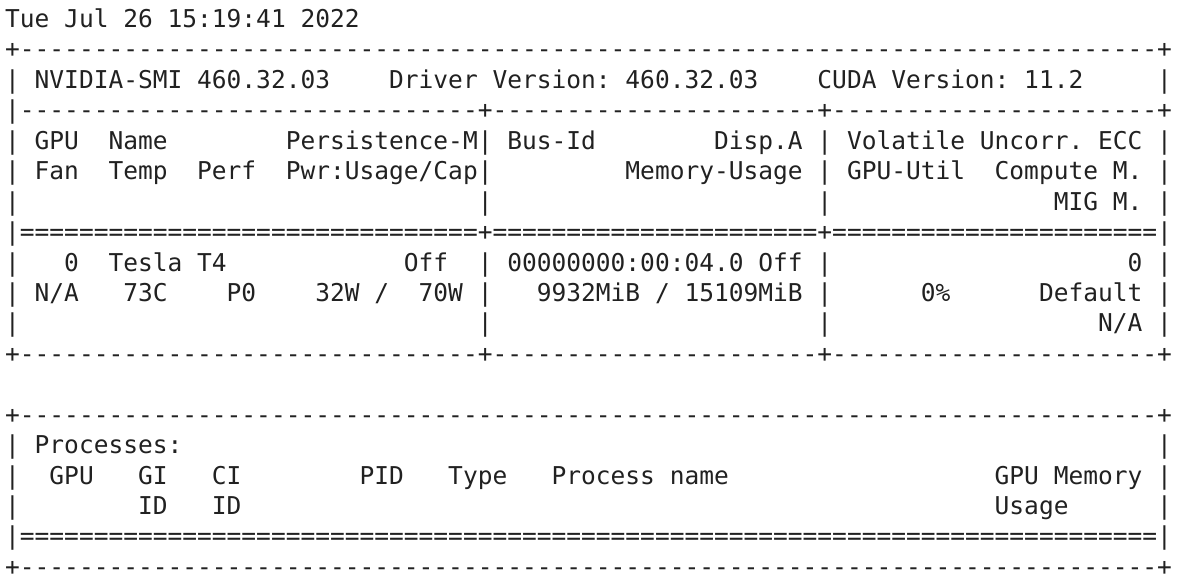 Tue Jul 26 15:19:41 2022
+-----------------------------------------------------------------------------+
| NVIDIA-SMI 460.32.03    Driver Version: 460.32.03    CUDA Version: 11.2     |
|-------------------------------+----------------------+----------------------+
| GPU  Name        Persistence-M| Bus-Id        Disp.A | Volatile Uncorr. ECC |
| Fan  Temp  Perf  Pwr:Usage/Cap|         Memory-Usage | GPU-Util  Compute M. |
|                               |                      |               MIG M. |
|===============================+======================+======================|
|   0  Tesla T4            Off  | 00000000:00:04.0 Off |                    0 |
| N/A   73C    P0    32W /  70W |   9932MiB / 15109MiB |      0%      Default |
|                               |                      |                  N/A |
+-------------------------------+----------------------+----------------------+

+-----------------------------------------------------------------------------+
| Processes:                                                                  |
|  GPU   GI   CI        PID   Type   Process name                  GPU Memory |
|        ID   ID                                                   Usage      |
|=============================================================================|
+-----------------------------------------------------------------------------+